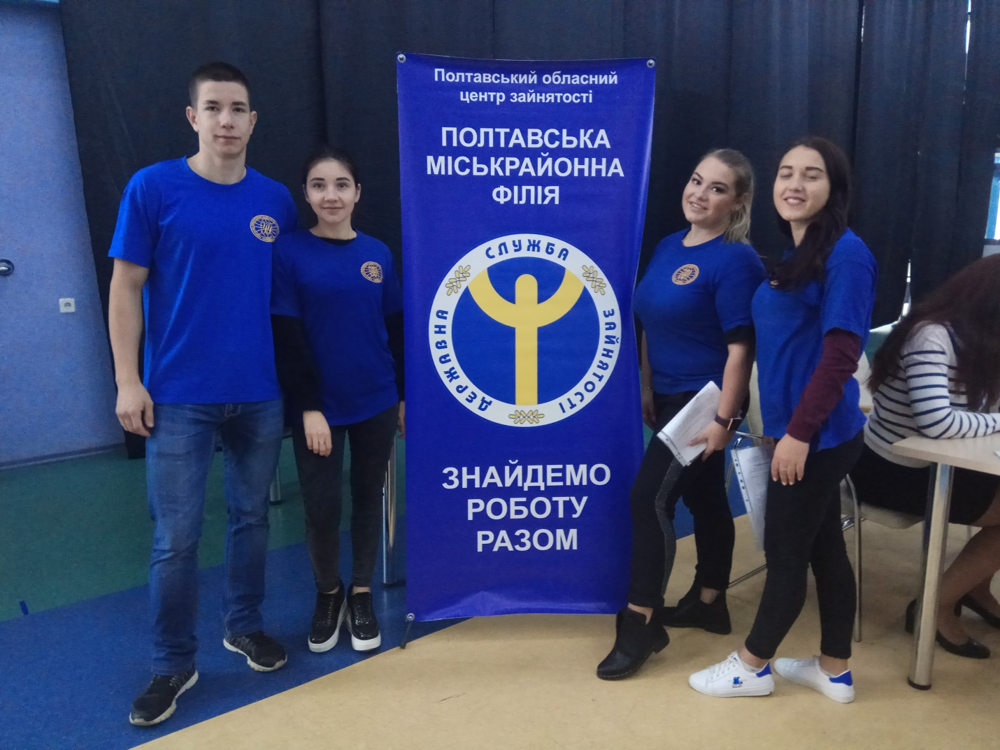 Полтавський обласний
центр зайнятості
ПОЛТАВСЬКА
МІСЬКРАЙОННА
ФІЛІЯ
ДЕРЖАВНА СЛУЖБА ЗАЙНЯТОСТІ
ЗНАЙДЕМО
РОБОТУ
РАЗОМ